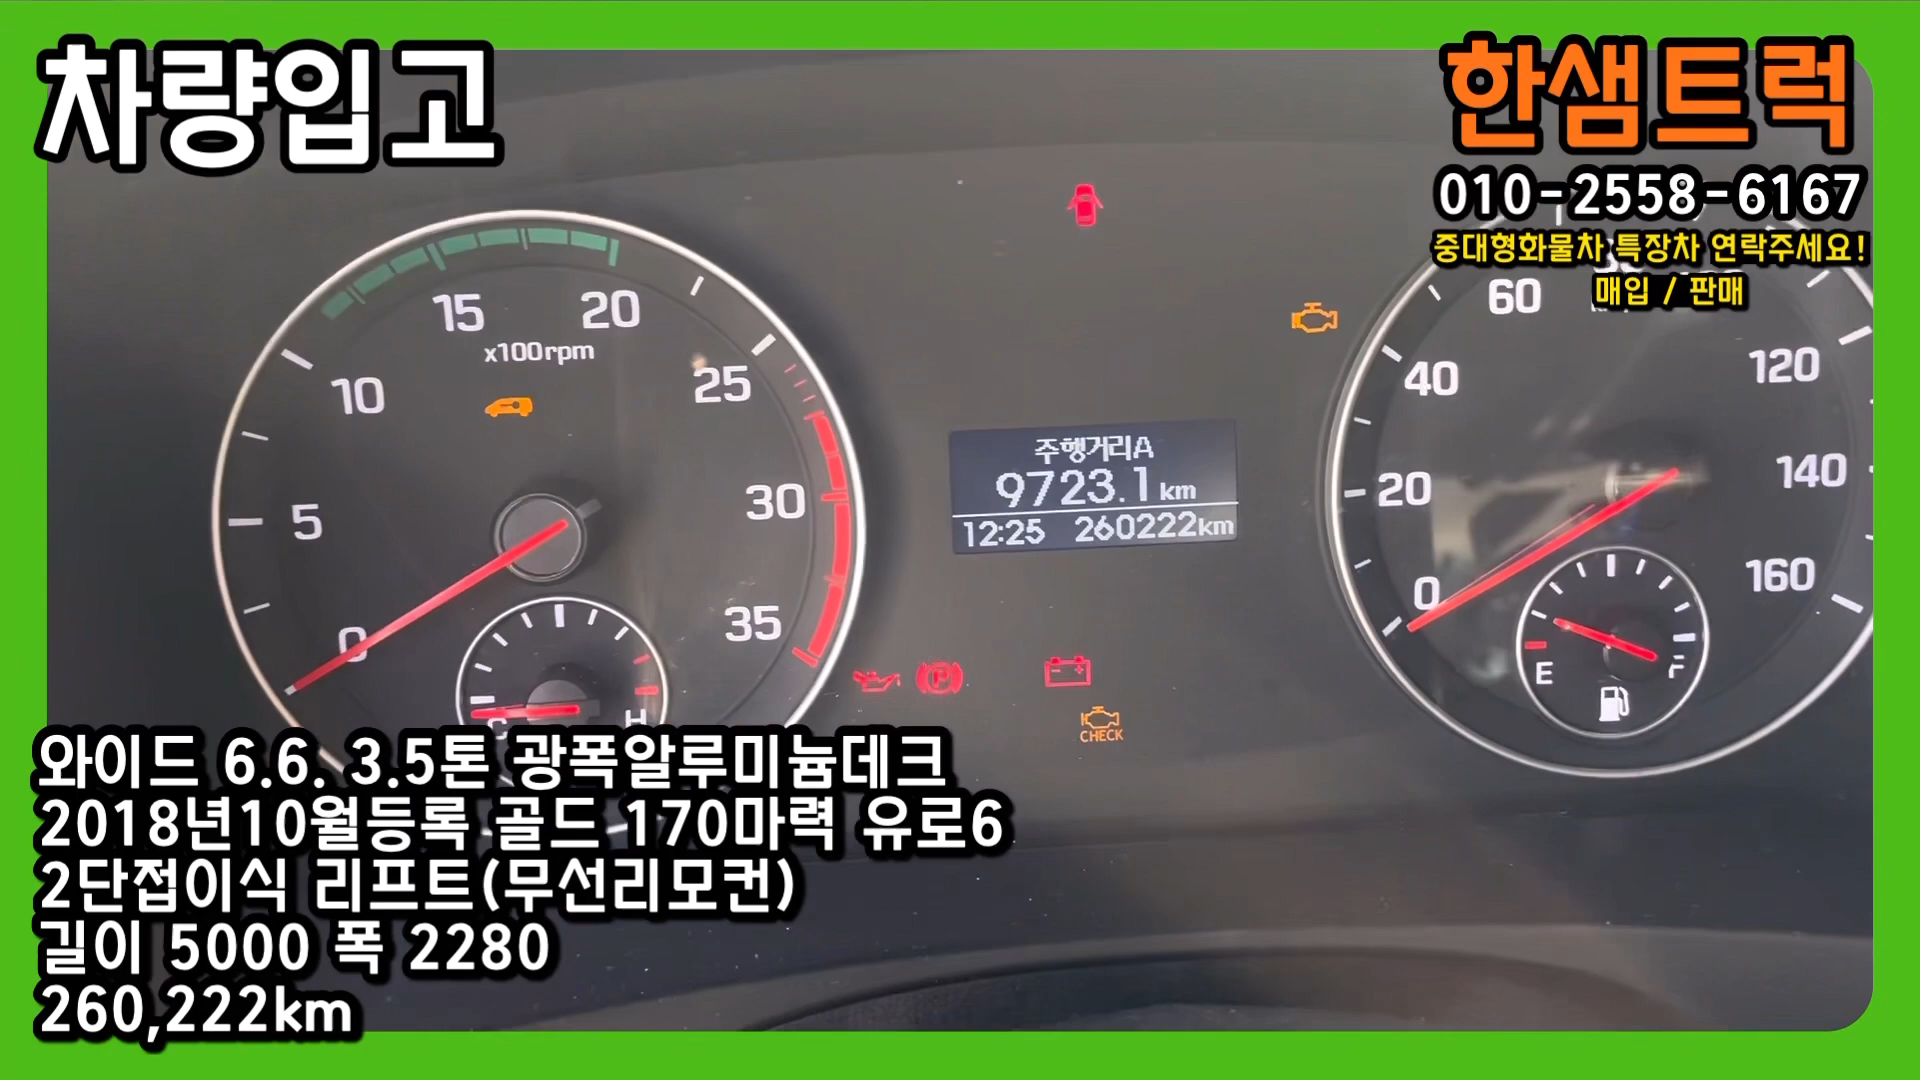 차량입고
한샘트럭
010-2558-6167
중대형화물차 특장차 연락주세요!
매입 / 판매
0
5
10
15
20
25
30
35
x100rpm
H
주행거리A
9723.1 km
12:25 260222km
CHECK
0
20
40
60
120
140
160
E
F
와이드 6.6. 3.5톤 광폭알루미늄데크
2018년10월등록 골드 170마력 유로6
2단접이식 리프트(무선리모컨)
길이 5000 폭 2280
260,222km